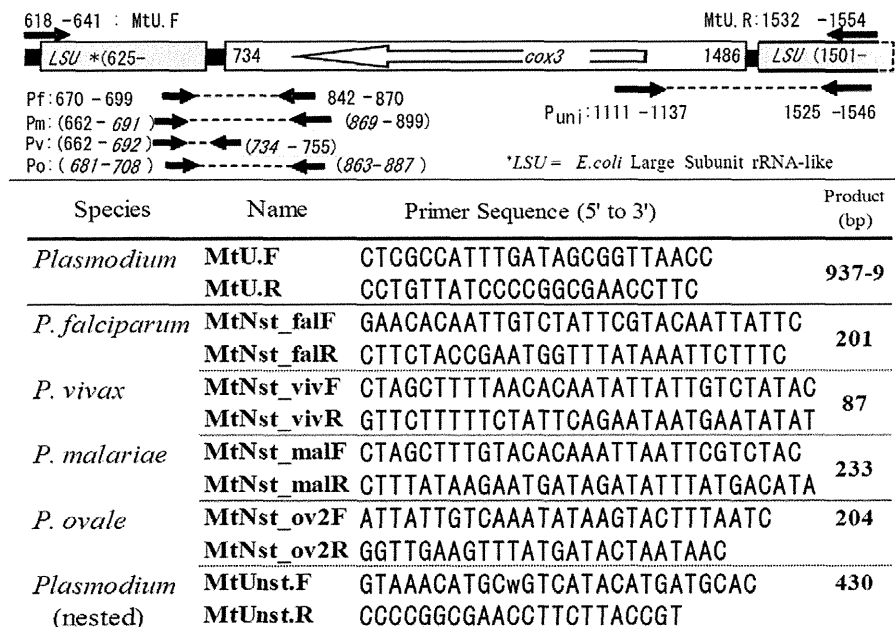 618 -641 : MtU.F
MtU.R:1532 -1554
LSU *(625-
734
cox3
1486
LSU (1501-
Pf:670 -699
842 -870
Puni:1111 -1137
1525 -1546
Pm:(662-691)
(869-899)
Pv:(662-692)
(734 -755)
Po:(681-708)
(863-887)
*LSU = E.coli Large Subunit rRNA-like
Species Name Primer Sequence (5' to 3') Product (bp)
Plasmodium MtU.F CTCGCCATTTGATAGCGGTTAACC 937-9
MtU.R CCTGTTATCCCCGGCGAACCTTC
P. falciparum MtNst_falF GAACACAATTGTCTATTCGTACAATTATTC 201
MtNst_falR CTTCTACCGAATGGTTTATAAATTCTTTC
P. vivax MtNst_vivF CTAGCTTTTAACACAATATTATTGTCTATAC 87
MtNst_vivR GTTCTTTTTCTATTCAGAATAATGAATATAT
P. malariae MtNst_malF CTAGCTTTGTACACAAATTAATTCGTCTAC 233
MtNst_malR CTTTATAAGAATGATAGATATTTATGACATA
P. ovale MtNst_ov2F ATTATTGTCAAATATAAGTACTTTAATC 204
MtNst_ov2R GGTTGAAGTTTATGATACTAATAAC
Plasmodium (nested) MtUnst.F GTAAACATGCwGTCATACATGATGCAC 430
MtUnst.R CCCCGGCGAACCTTCTTACCGT